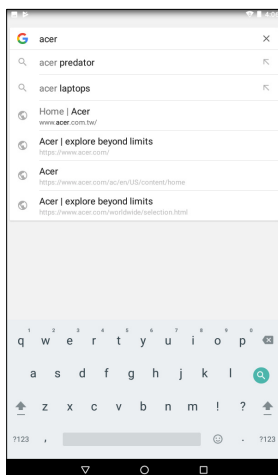 4:06
G acer
acer predator
acer laptops
Home | Acer
www.acer.com.tw/
Acer | explore beyond limits
https://www.acer.com/
Acer
https://www.acer.com/ac/en/US/content/home
Acer | explore beyond limits
https://www.acer.com/worldwide/selection.html
1 2 3 4 5 6 7 8 9 0
q w e r t y u i o p
a s d f g h j k l
z x c v b n m ! ?
?123 , . ?123